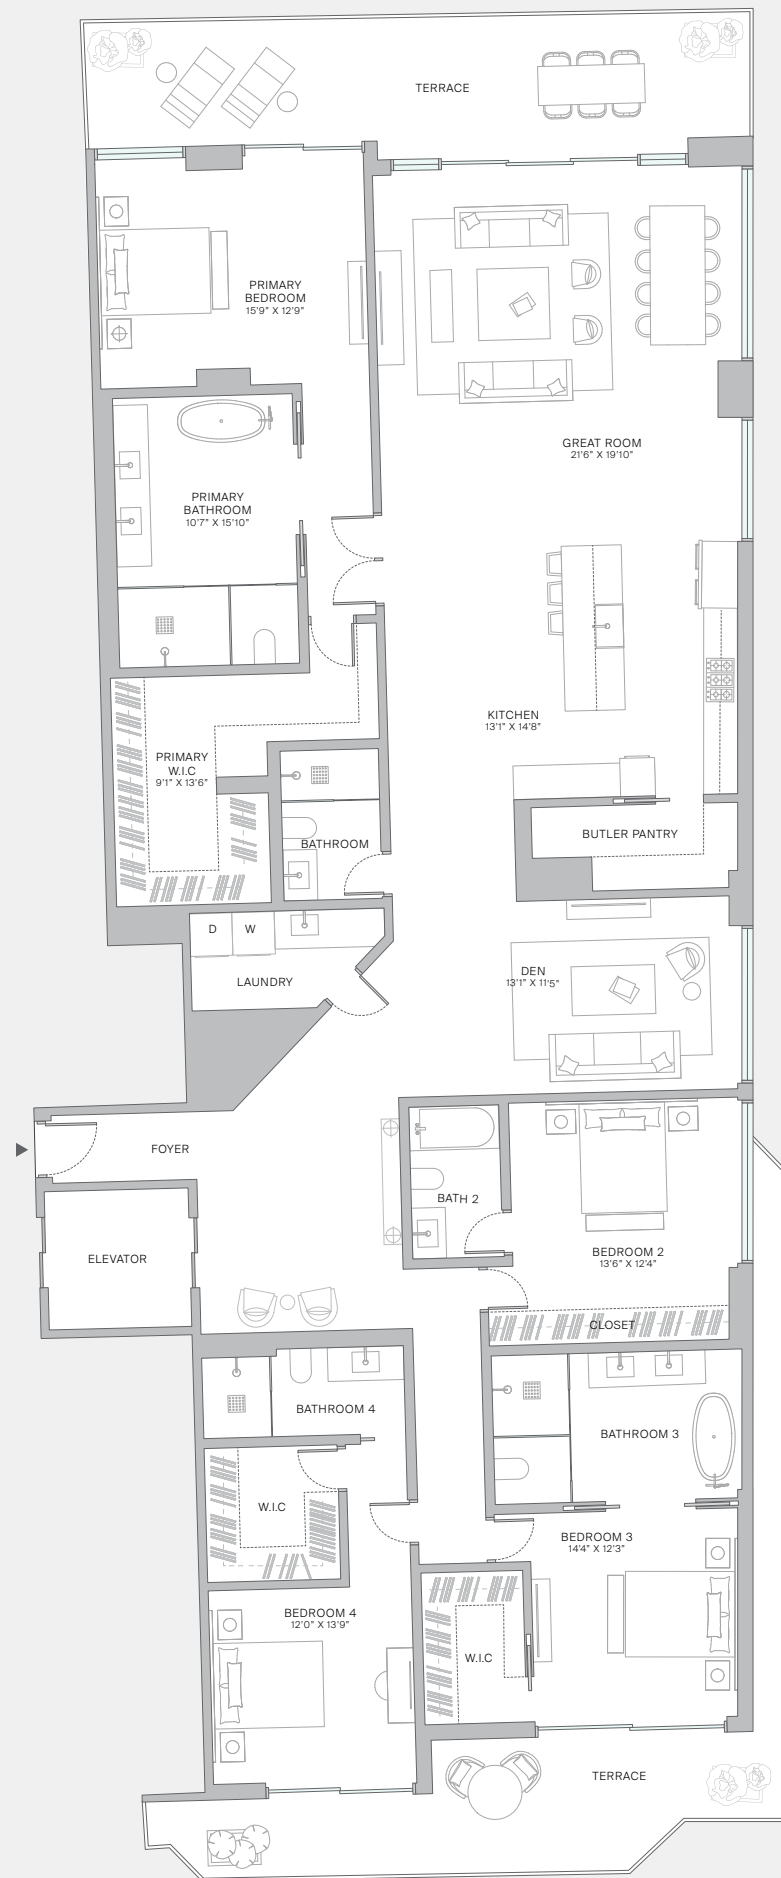 TERRACE
PRIMARY
BEDROOM
15'9" X 12'9"
GREAT ROOM
21'6" X 19'10"
PRIMARY
BATHROOM
10'7" X 15'10"
KITCHEN
13'1" X 14'8"
PRIMARY
W.I.C
9'1" X 13'6"
BUTLER PANTRY
BATHROOM
D
W
DEN
13'1" X 11'5"
LAUNDRY
FOYER
BATH 2
BEDROOM 2
13'6" X 12'4"
ELEVATOR
CLOSET
BATHROOM 4
BATHROOM 3
W.I.C
BEDROOM 3
14'4" X 12'3"
BEDROOM 4
12'0" X 13'9"
W.I.C
TERRACE